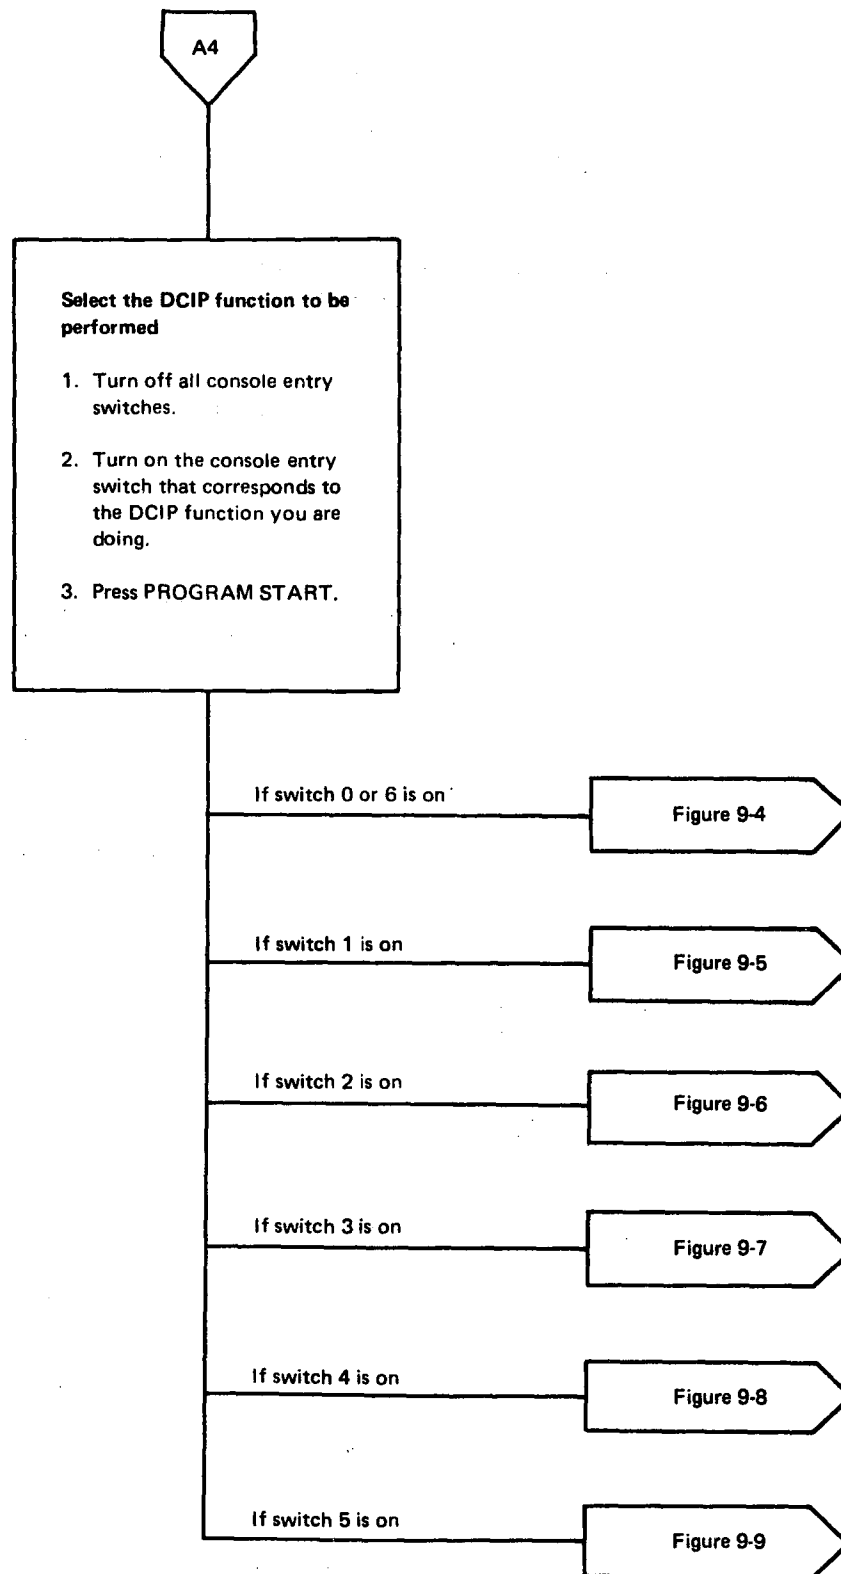 A4
Select the DCIP function to be
performed
1. Turn off all console entry
switches.
2. Turn on the console entry
switch that corresponds to
the DCIP function you are
doing.
3. Press PROGRAM START.
If switch 0 or 6 is on
Figure 9-4
If switch 1 is on
Figure 9-5
If switch 2 is on
Figure 9-6
If switch 3 is on
Figure 9-7
If switch 4 is on
Figure 9-8
If switch 5 is on
Figure 9-9